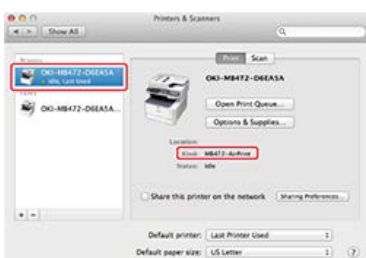 Printers & Scanners
Show All
Print Scan
OKI-MB472-D6EA5A
• Idle, Last Used
OKI-MB472-D6EA5A...
OKI-MB472-D6EA5A
Open Print Queue...
Options & Supplies...
Location:
Kind: MB472-AirPrint
Status: Idle
Share this printer on the network
Sharing Preferences...
+ -
Default printer: Last Printer Used
Default paper size: US Letter
?